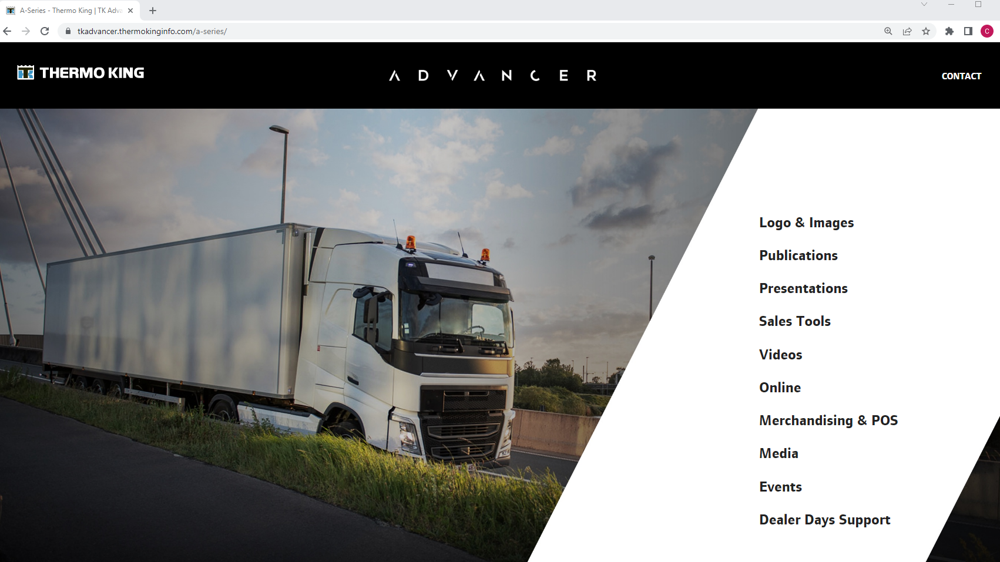 A-Series - Thermo King | TK Adva
tkadvancer.thermokinginfo.com/a-series/
C
THERMO KING
ADVANCER
CONTACT
Logo & Images
Publications
Presentations
Sales Tools
Videos
Online
Merchandising & POS
Media
Events
Dealer Days Support